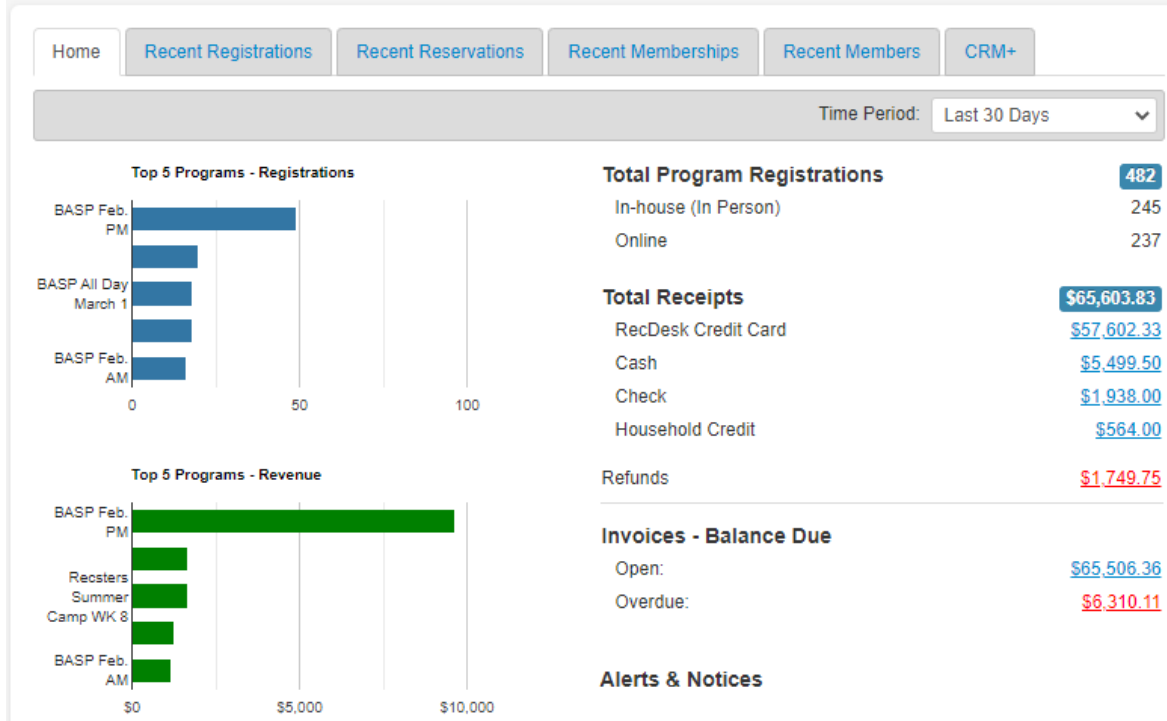 Home Recent Registrations Recent Reservations Recent Memberships Recent Members CRM+
Time Period: Last 30 Days
Top 5 Programs - Registrations
BASP Feb.
PM
BASP All Day
March 1
BASP Feb.
AM
0 50 100
Top 5 Programs - Revenue
BASP Feb.
PM
Recsters
Summer
Camp WK 8
BASP Feb.
AM
$0 $5,000 $10,000
Total Program Registrations 482
In-house (In Person) 245
Online 237
Total Receipts $65,603.83
RecDesk Credit Card $57,602.33
Cash $5,499.50
Check $1,938.00
Household Credit $564.00
Refunds $1,749.75
Invoices - Balance Due
Open: $65,506.36
Overdue: $6,310.11
Alerts & Notices